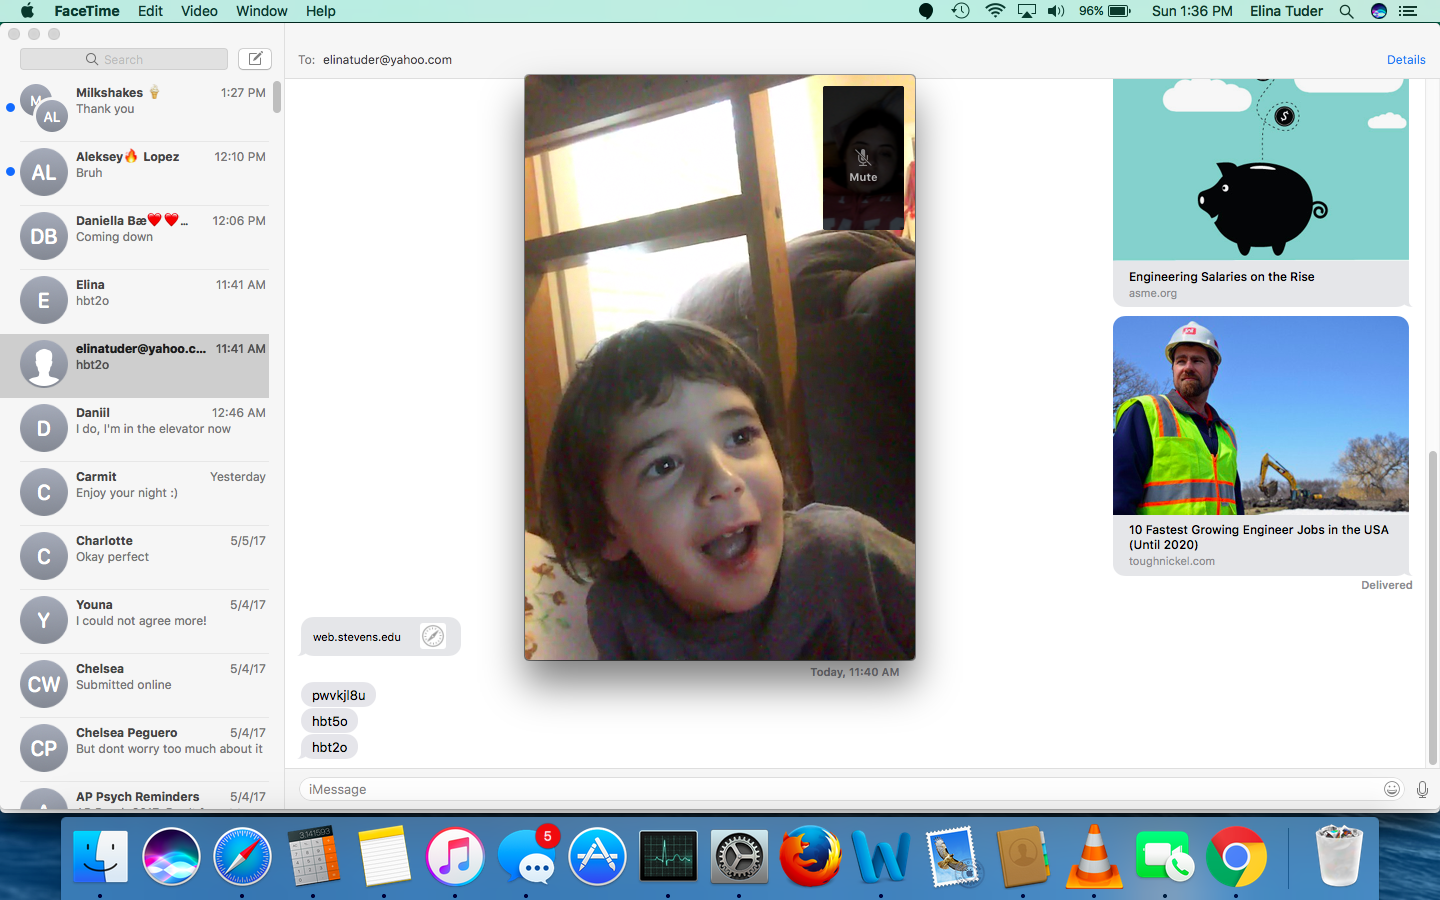 FaceTime Edit Video Window Help 96% Sun 1:36 PM Elina Tuder
Search
Milkshakes 🍦 1:27 PM
Thank you
Aleksey🔥 Lopez 12:10 PM
Bruh
Daniella Bæ❤️❤️... 12:06 PM
Coming down
Elina 11:41 AM
hbt2o
elinatuder@yahoo.c... 11:41 AM
hbt2o
Daniil 12:46 AM
I do, I'm in the elevator now
Carmit Yesterday
Enjoy your night :)
Charlotte 5/5/17
Okay perfect
Youna 5/4/17
I could not agree more!
Chelsea 5/4/17
Submitted online
Chelsea Peguero 5/4/17
But dont worry too much about it
AP Psych Reminders 5/4/17
M
AL
AL
DB
E
D
C
C
Y
CW
CP
To: elinatuder@yahoo.com Details
Mute
Engineering Salaries on the Rise
asme.org
10 Fastest Growing Engineer Jobs in the USA
(Until 2020)
toughnickel.com
Delivered
web.stevens.edu
Today, 11:40 AM
pwvkjl8u
hbt5o
hbt2o
iMessage
3.141593
5